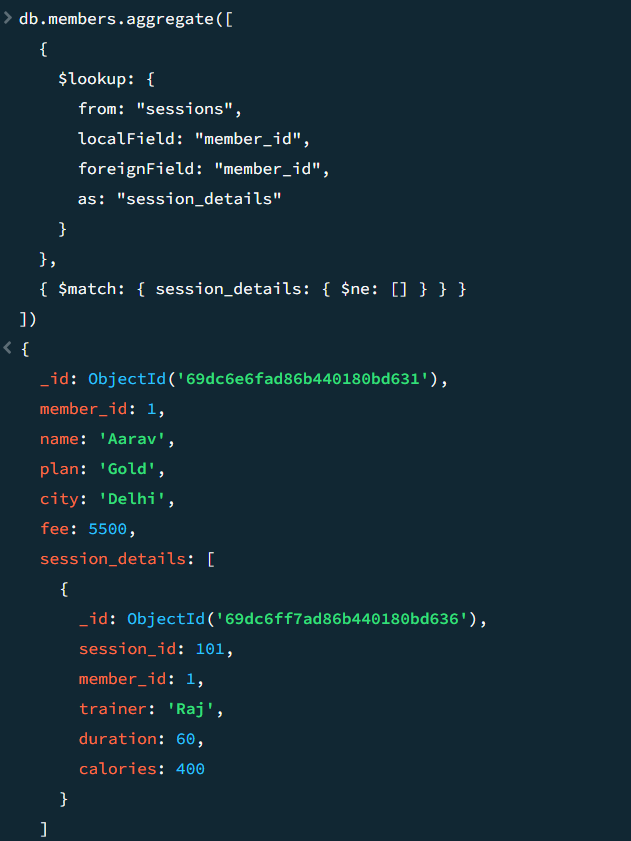 > db.members.aggregate([
{
$lookup: {
from: "sessions",
localField: "member_id",
foreignField: "member_id",
as: "session_details"
}
},
{ $match: { session_details: { $ne: [] } } }
])
< {
_id: ObjectId('69dc6e6fad86b440180bd631'),
member_id: 1,
name: 'Aarav',
plan: 'Gold',
city: 'Delhi',
fee: 5500,
session_details: [
{
_id: ObjectId('69dc6ff7ad86b440180bd636'),
session_id: 101,
member_id: 1,
trainer: 'Raj',
duration: 60,
calories: 400
}
]